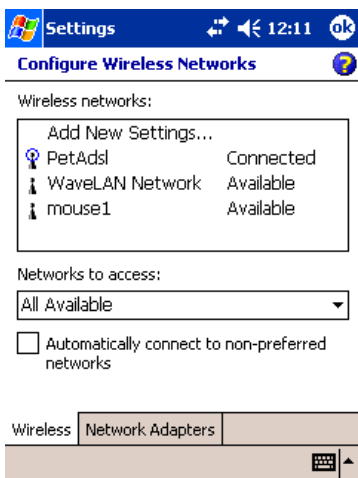 Settings 12:11 ok
Configure Wireless Networks ?
Wireless networks:
Add New Settings...
PetAdsl Connected
WaveLAN Network Available
mouse1 Available
Networks to access:
All Available
Automatically connect to non-preferred
networks
Wireless Network Adapters